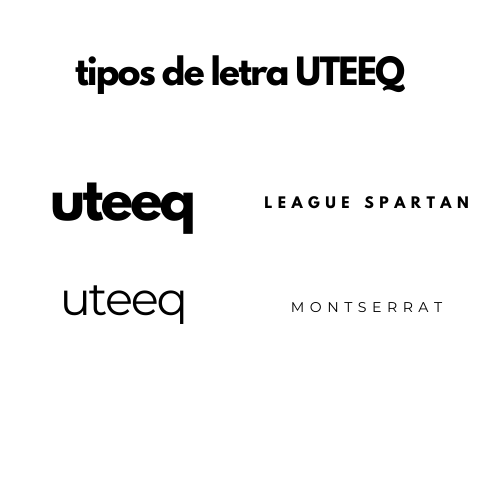 tipos de letra UTEEQ
uteeq LEAGUE SPARTAN
uteeq MONTSERRAT